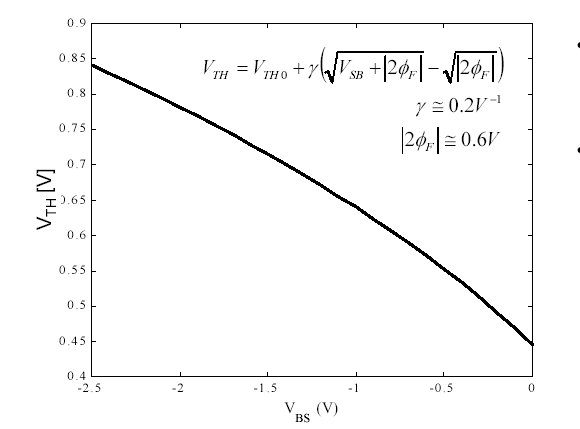 0.9
0.85
0.8
0.75
0.7
0.65
0.6
0.55
0.5
0.45
0.4
V_TH [V]
V_TH = V_TH0 + γ(√(V_SB + |2ϕ_F|) − √|2ϕ_F|)
γ ≅ 0.2V⁻¹
|2ϕ_F| ≅ 0.6V
-2.5 -2 -1.5 -1 -0.5 0
V_BS (V)